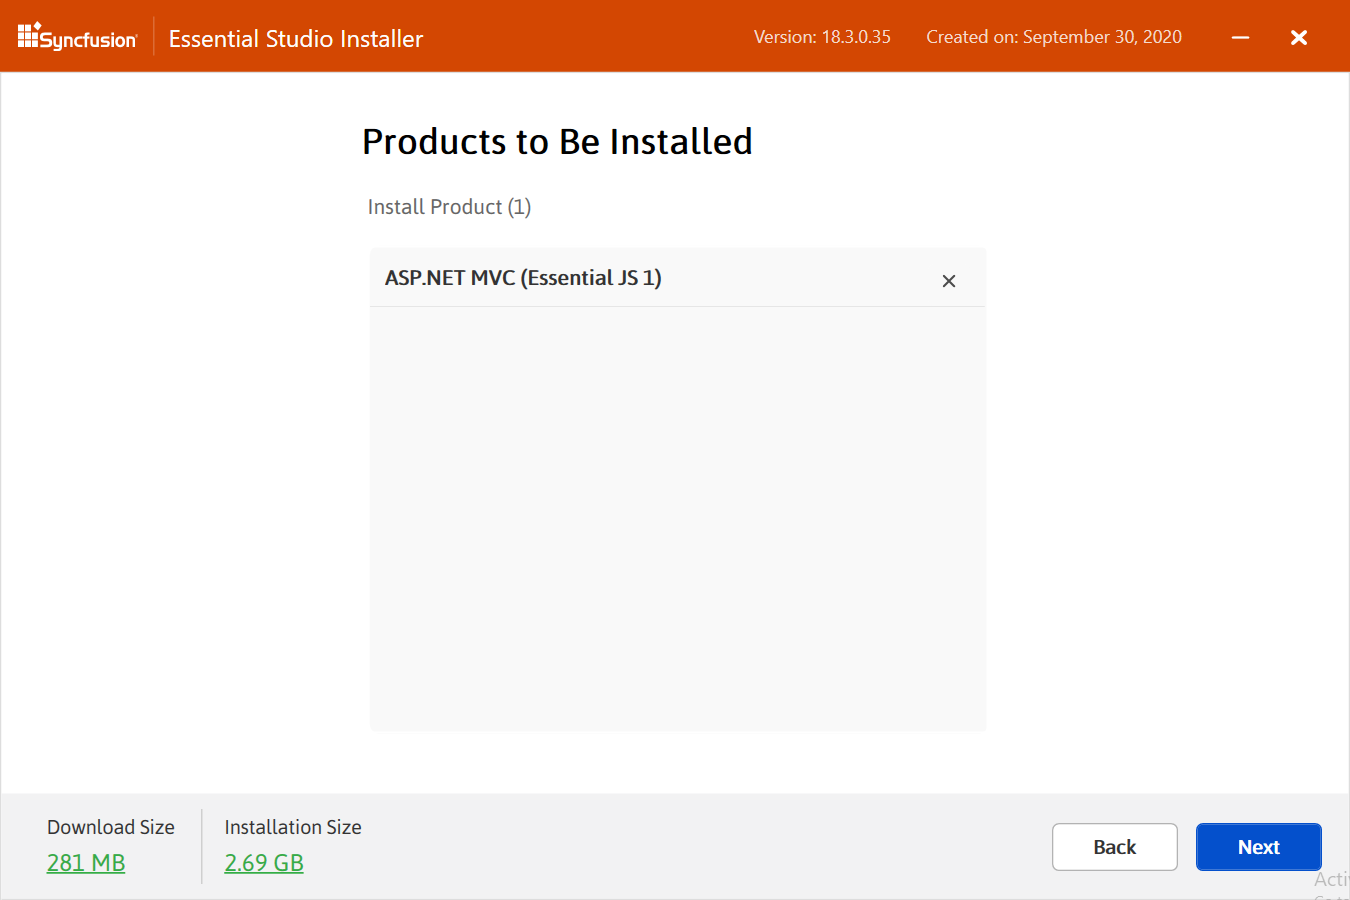 Syncfusion Essential Studio Installer Version: 18.3.0.35 Created on: September 30, 2020
Products to Be Installed
Install Product (1)
ASP.NET MVC (Essential JS 1)
Download Size Installation Size
281 MB 2.69 GB
Back Next